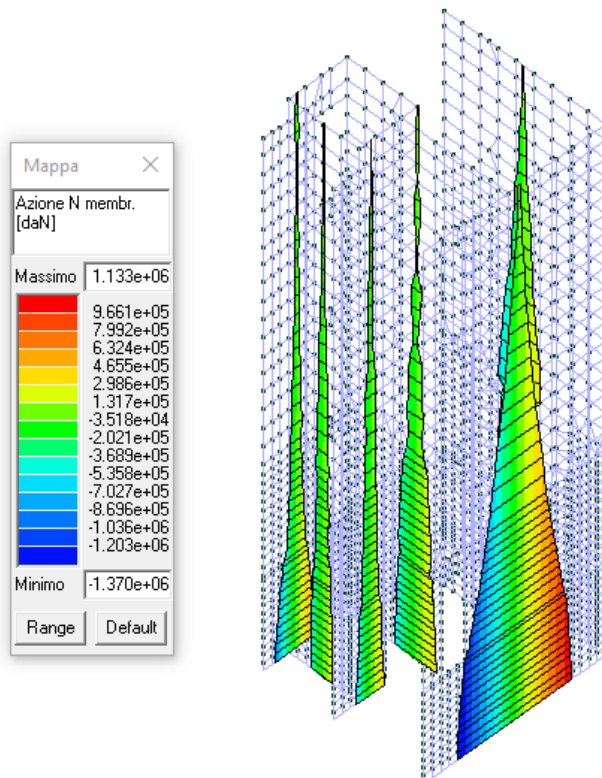 Mappa
Azione N membr.
[daN]
Massimo 1.133e+06
9.661e+05
7.992e+05
6.324e+05
4.655e+05
2.986e+05
1.317e+05
-3.518e+04
-2.021e+05
-3.689e+05
-5.358e+05
-7.027e+05
-8.696e+05
-1.036e+06
-1.203e+06
Minimo -1.370e+06
Range Default